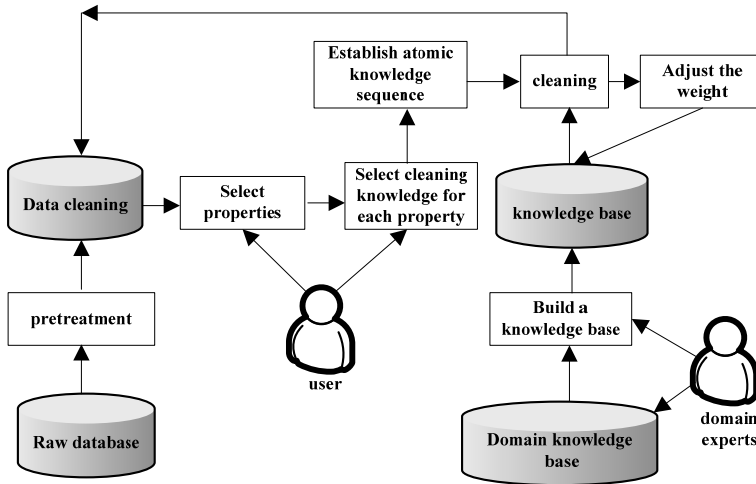 Establish atomic
knowledge
sequence
cleaning
Adjust the
weight
Data cleaning
Select
properties
Select cleaning
knowledge for
each property
knowledge base
pretreatment
user
Build a
knowledge base
Raw database
Domain knowledge
base
domain
experts